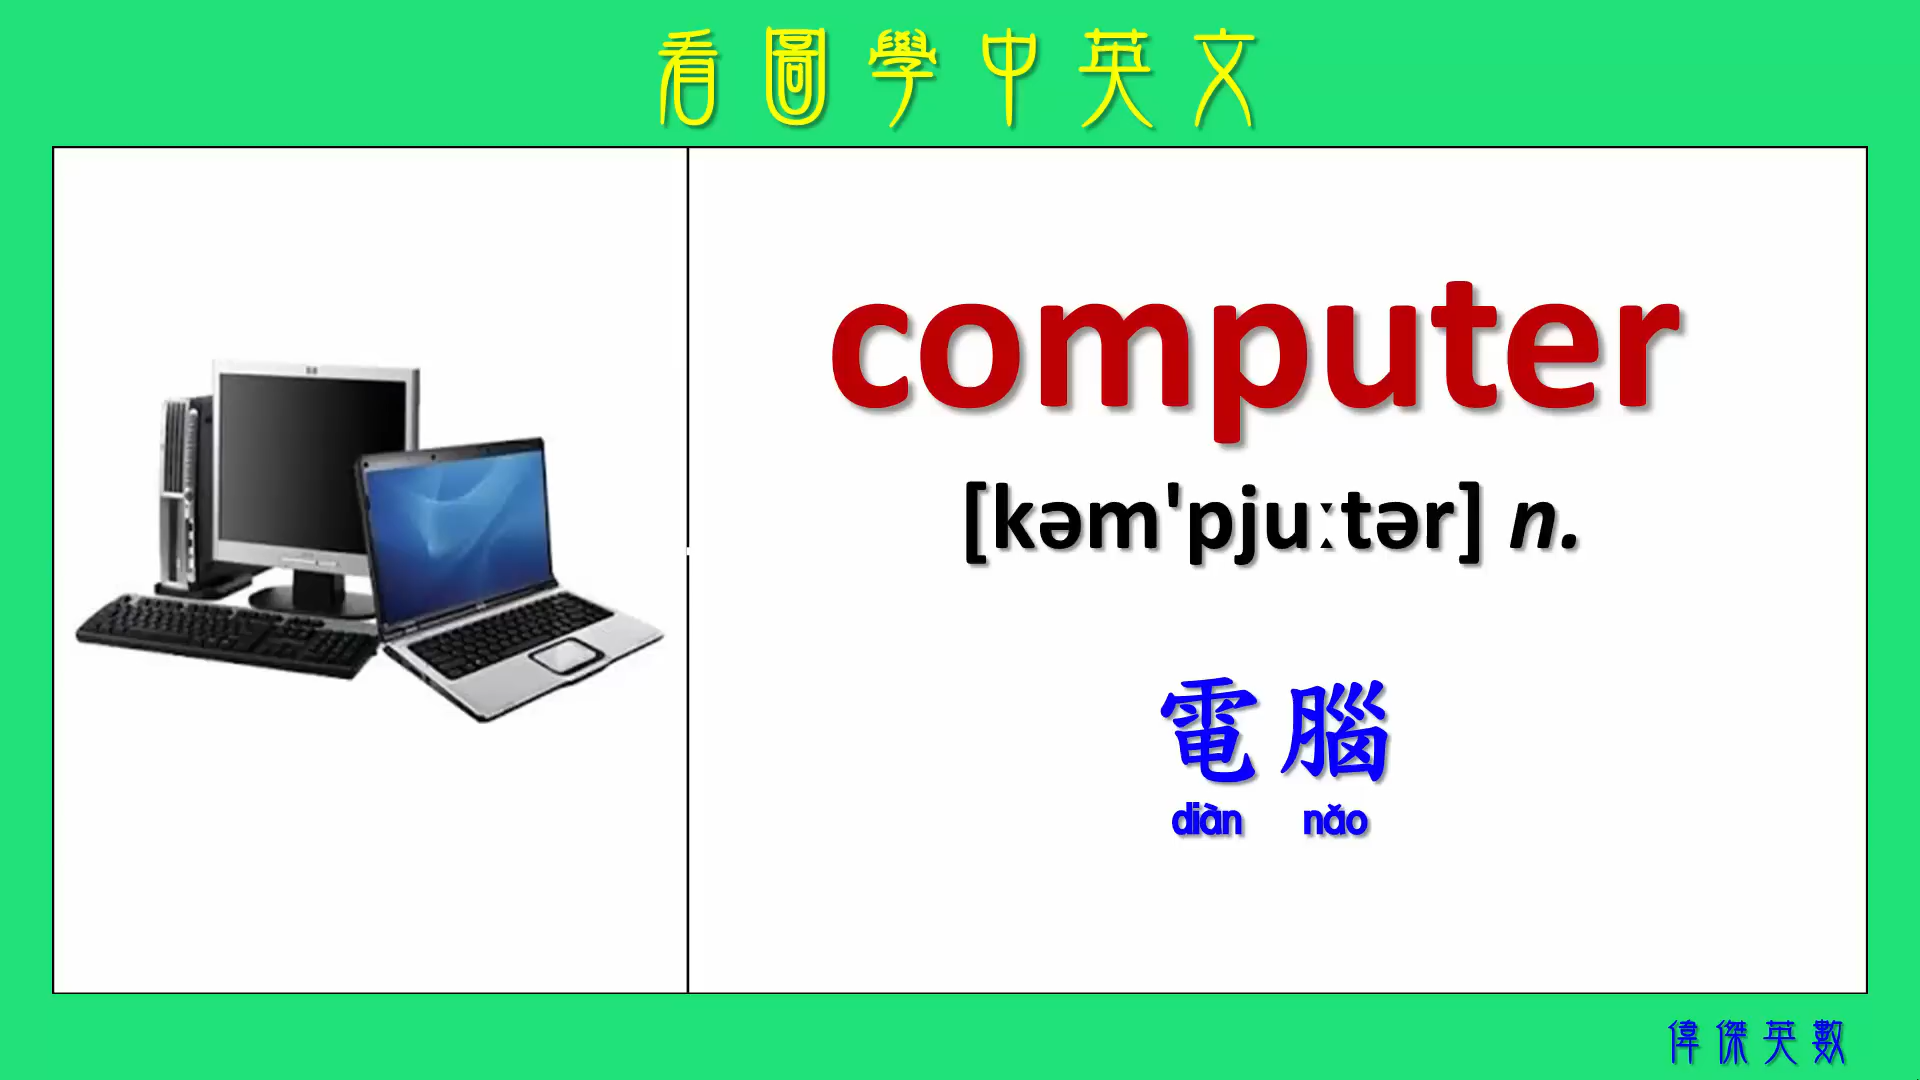 看圖學中英文
computer
[kəm'pjuːtər] n.
電腦
diàn nǎo
偉傑英數